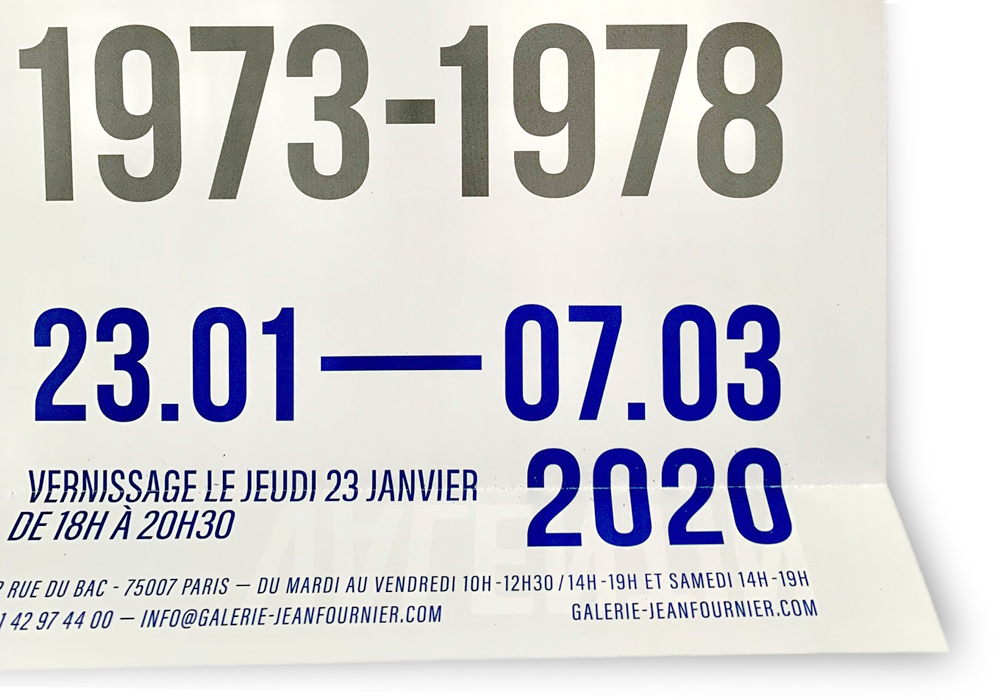 1973-1978
23.01 — 07.03
2020
VERNISSAGE LE JEUDI 23 JANVIER
DE 18H À 20H30
RUE DU BAC - 75007 PARIS — DU MARDI AU VENDREDI 10H-12H30 / 14H-19H ET SAMEDI 14H-19H
42 97 44 00 — INFO@GALERIE-JEANFOURNIER.COM
GALERIE-JEANFOURNIER.COM